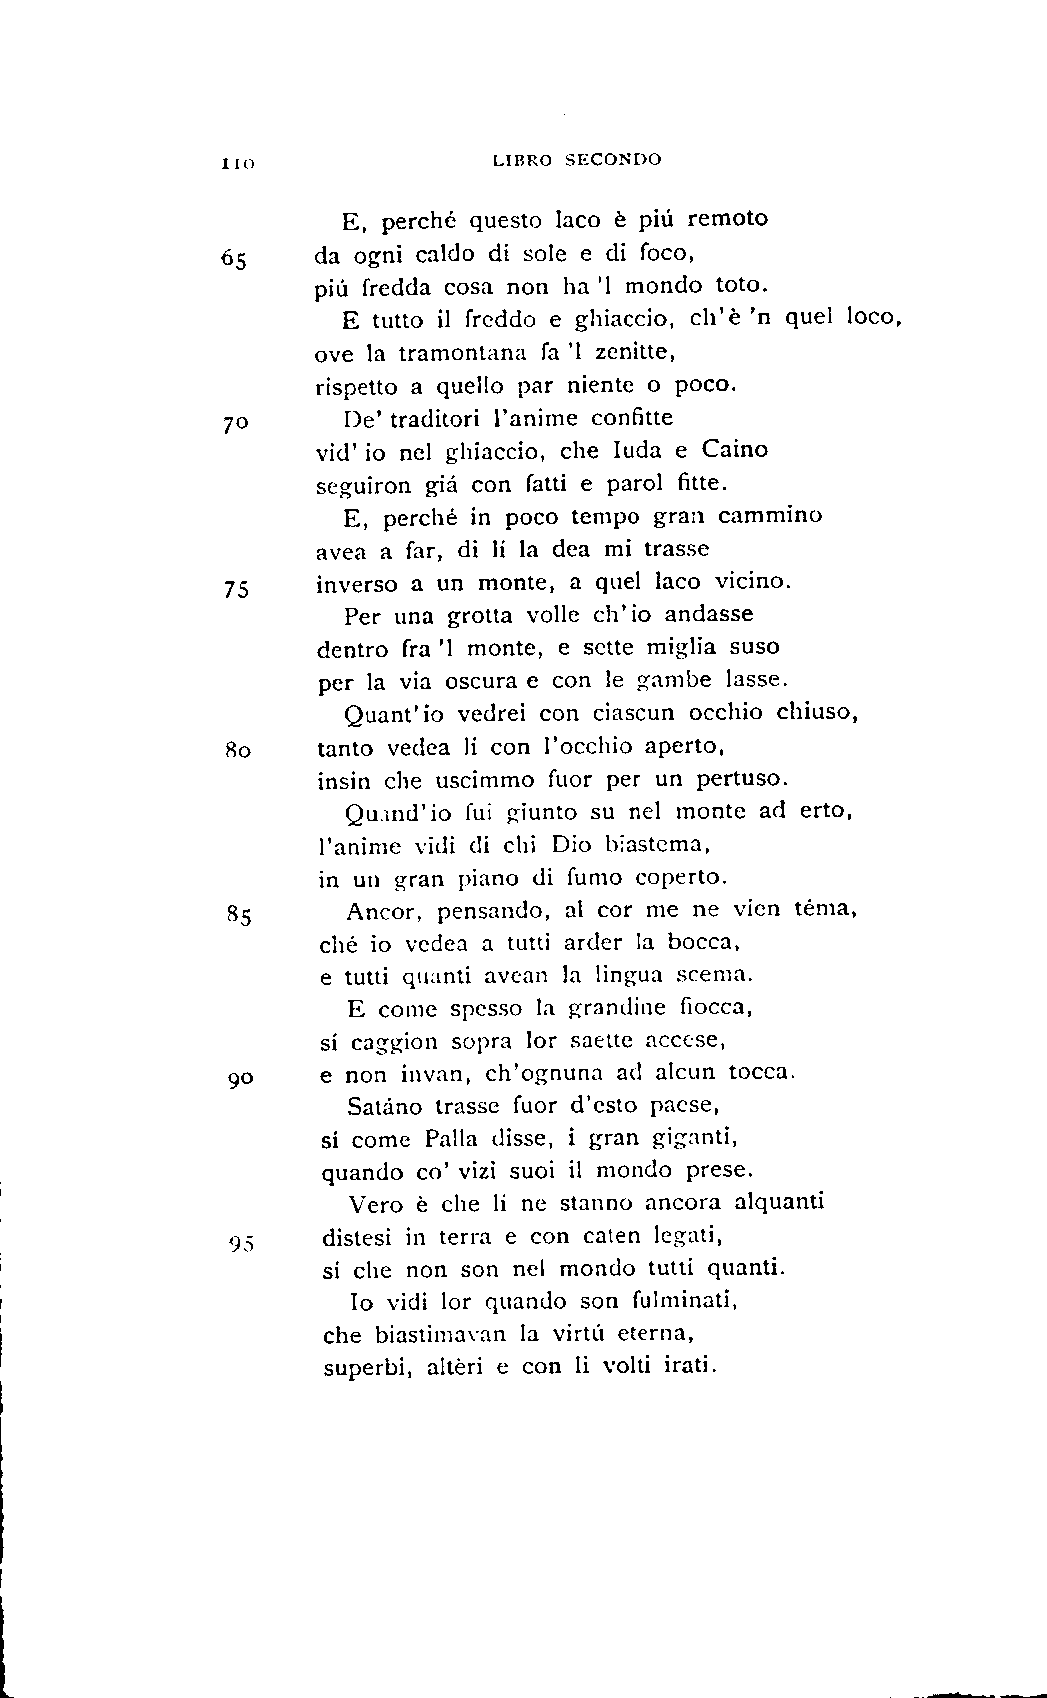 110 LIBRO SECONDO
E, perché questo laco è piú remoto
65 da ogni caldo di sole e di foco,
piú fredda cosa non ha 'l mondo toto.
E tutto il freddo e ghiaccio, ch'è 'n quel loco,
ove la tramontana fa 'l zenitte,
rispetto a quello par niente o poco.
70 De' traditori l'anime confitte
vid' io nel ghiaccio, che Iuda e Caino
seguiron giá con fatti e parol fitte.
E, perché in poco tempo gran cammino
avea a far, di lí la dea mi trasse
75 inverso a un monte, a quel laco vicino.
Per una grotta volle ch'io andasse
dentro fra 'l monte, e sette miglia suso
per la via oscura e con le gambe lasse.
Quant'io vedrei con ciascun occhio chiuso,
80 tanto vedea lí con l'occhio aperto,
insin che uscimmo fuor per un pertuso.
Quand'io fui giunto su nel monte ad erto,
l'anime vidi di chi Dio biastema,
in un gran piano di fumo coperto.
85 Ancor, pensando, al cor me ne vien téma,
ché io vedea a tutti arder la bocca,
e tutti quanti avean la lingua scema.
E come spesso la grandine fiocca,
sí caggion sopra lor saette accese,
90 e non invan, ch'ognuna ad alcun tocca.
Satáno trasse fuor d'esto paese,
sí come Palla disse, i gran giganti,
quando co' vizi suoi il mondo prese.
Vero è che lí ne stanno ancora alquanti
95 distesi in terra e con caten legati,
sí che non son nel mondo tutti quanti.
Io vidi lor quando son fulminati,
che biastimavan la virtú eterna,
superbi, altèri e con li volti irati.